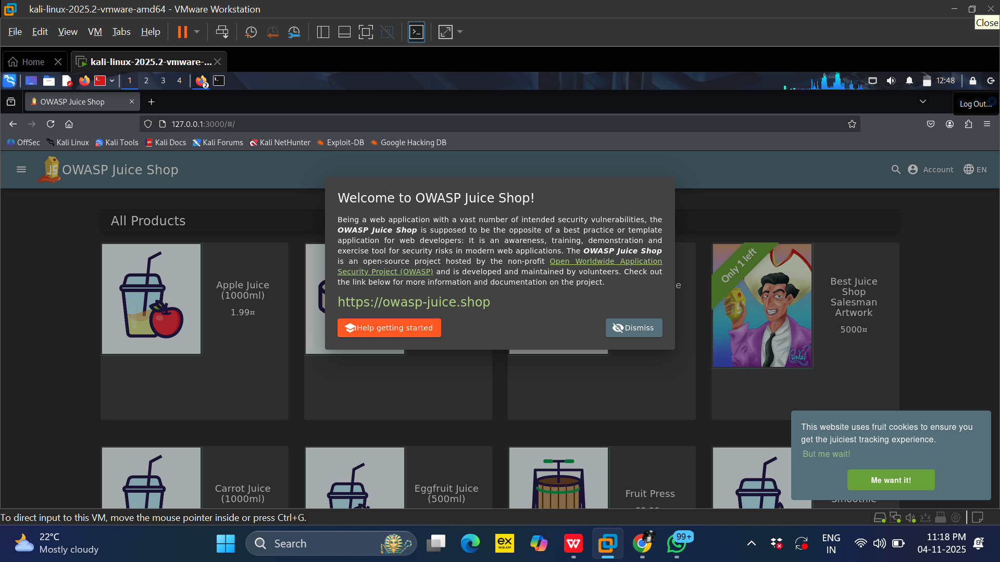 kali-linux-2025.2-vmware-amd64 - VMware Workstation
Close
File Edit View VM Tabs Help
Home
kali-linux-2025.2-vmware-...
1 2 3 4
2
12:48
OWASP Juice Shop
Log Out...
127.0.0.1:3000/#/
OffSec Kali Linux Kali Tools Kali Docs Kali Forums Kali NetHunter Exploit-DB Google Hacking DB
JS
OWASP Juice Shop
Account
EN
Welcome to OWASP Juice Shop!
Being a web application with a vast number of intended security vulnerabilities, the
OWASP Juice Shop is supposed to be the opposite of a best practice or template
application for web developers: It is an awareness, training, demonstration and
exercise tool for security risks in modern web applications. The OWASP Juice Shop
is an open-source project hosted by the non-profit Open Worldwide Application
Security Project (OWASP) and is developed and maintained by volunteers. Check out
the link below for more information and documentation on the project.
https://owasp-juice.shop
Help getting started
Dismiss
All Products
Apple Juice
(1000ml)
1.99¤
e
Only 1 left
Best Juice
Shop
Salesman
Artwork
5000¤
Carrot Juice
(1000ml)
Eggfruit Juice
(500ml)
Fruit Press
This website uses fruit cookies to ensure you
get the juiciest tracking experience.
But me wait!
Me want it!
Smoothie
To direct input to this VM, move the mouse pointer inside or press Ctrl+G.
22°C
Mostly cloudy
Search
ex
WEB APP
W
99+
ENG
IN
11:18 PM
04-11-2025